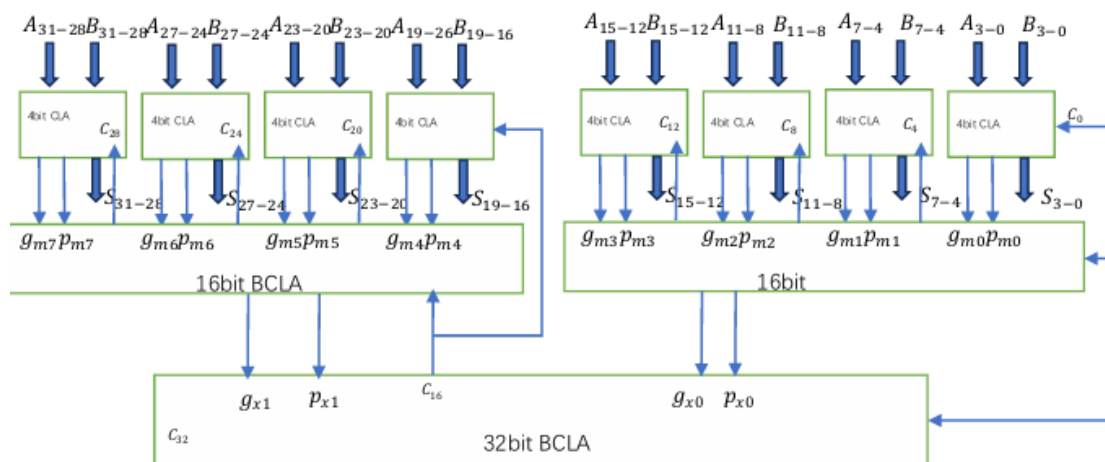 A31−28 B31−28 A27−24 B27−24 A23−20 B23−20 A19−26 B19−16 A15−12 B15−12 A11−8 B11−8 A7−4 B7−4 A3−0 B3−0
4bit CLA C28 4bit CLA C24 4bit CLA C20 4bit CLA 4bit CLA C12 4bit CLA C8 4bit CLA C4 4bit CLA C0
S31−28 S27−24 S23−20 S19−16 S15−12 S11−8 S7−4 S3−0
gm7 pm7 gm6 pm6 gm5 pm5 gm4 pm4 gm3 pm3 gm2 pm2 gm1 pm1 gm0 pm0
16bit BCLA 16bit
gx1 px1 C16 gx0 px0
C32 32bit BCLA